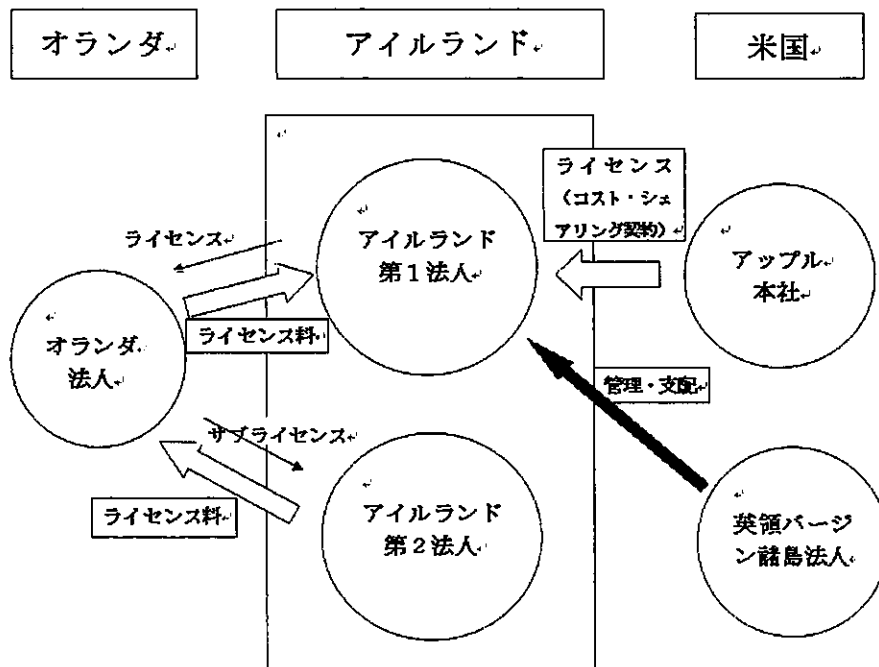 オランダ
アイルランド
米国
ライセンス
（コスト・シェ
アリング契約）
アイルランド
第１法人
アップル
本社
ライセンス
ライセンス料
オランダ
法人
管理・支配
サブライセンス
ライセンス料
アイルランド
第２法人
英領バージ
ン諸島法人